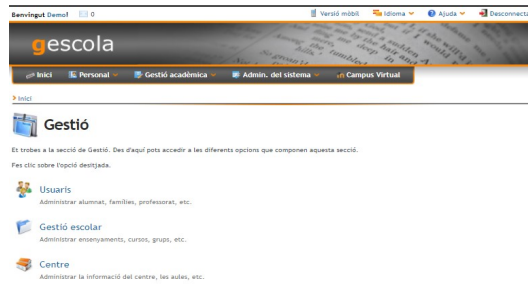 Benvingut Demo! 0 Versió mòbil Idioma Ajuda Desconnecta
gescola
Inici Personal Gestió acadèmica Admin. del sistema Campus Virtual
Inici
Gestió
Et trobes a la secció de Gestió. Des d'aquí pots accedir a les diferents opcions que componen aquesta secció.
Fes clic sobre l'opció desitjada.
Usuaris
Administrar alumnat, famílies, professorat, etc.
Gestió escolar
Administrar ensenyaments, cursos, grups, etc.
Centre
Administrar la informació del centre, les aules, etc.